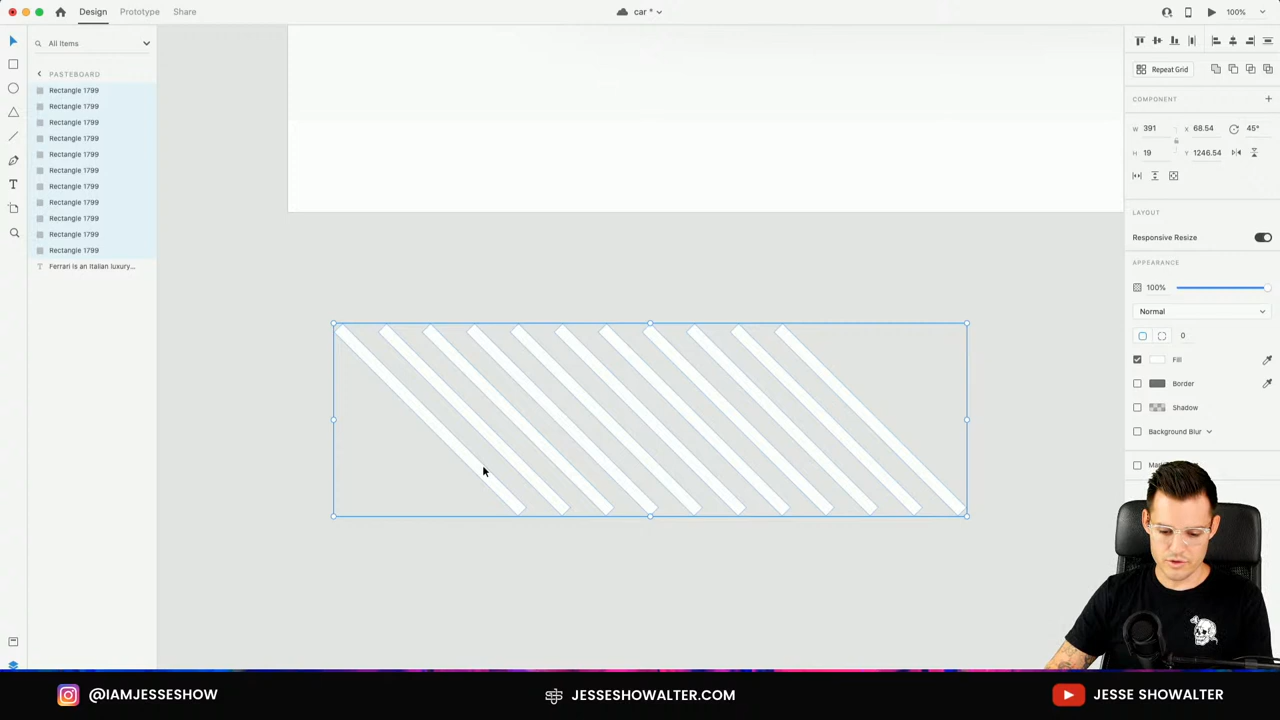 Design Prototype Share
car *
100%
All Items
PASTEBOARD
Rectangle 1799
Rectangle 1799
Rectangle 1799
Rectangle 1799
Rectangle 1799
Rectangle 1799
Rectangle 1799
Rectangle 1799
Rectangle 1799
Rectangle 1799
Rectangle 1799
Ferrari is an Italian luxury...
Repeat Grid
COMPONENT
W 391 X 68.54 45°
H 19 Y 1246.54
LAYOUT
Responsive Resize
APPEARANCE
100%
Normal
0
Fill
Border
Shadow
Background Blur
@IAMJESSESHOW
JESSESHOWALTER.COM
JESSE SHOWALTER